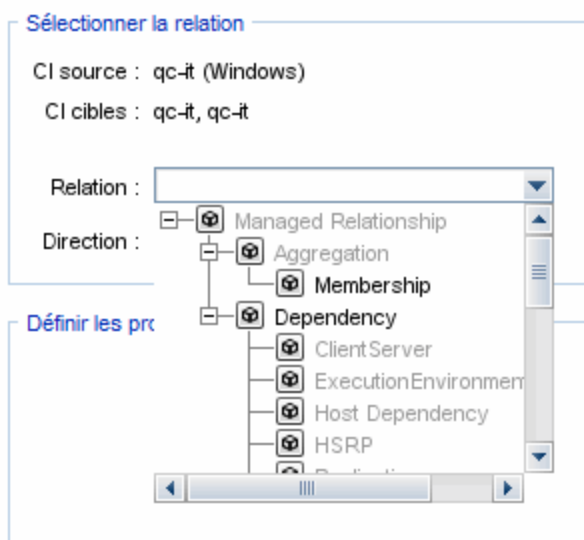 Sélectionner la relation
CI source : qc-it (Windows)
CI cibles : qc-it, qc-it
Relation :
Managed Relationship
Direction :
Aggregation
Membership
Définir les pro
Dependency
ClientServer
ExecutionEnvironmen
Host Dependency
HSRP